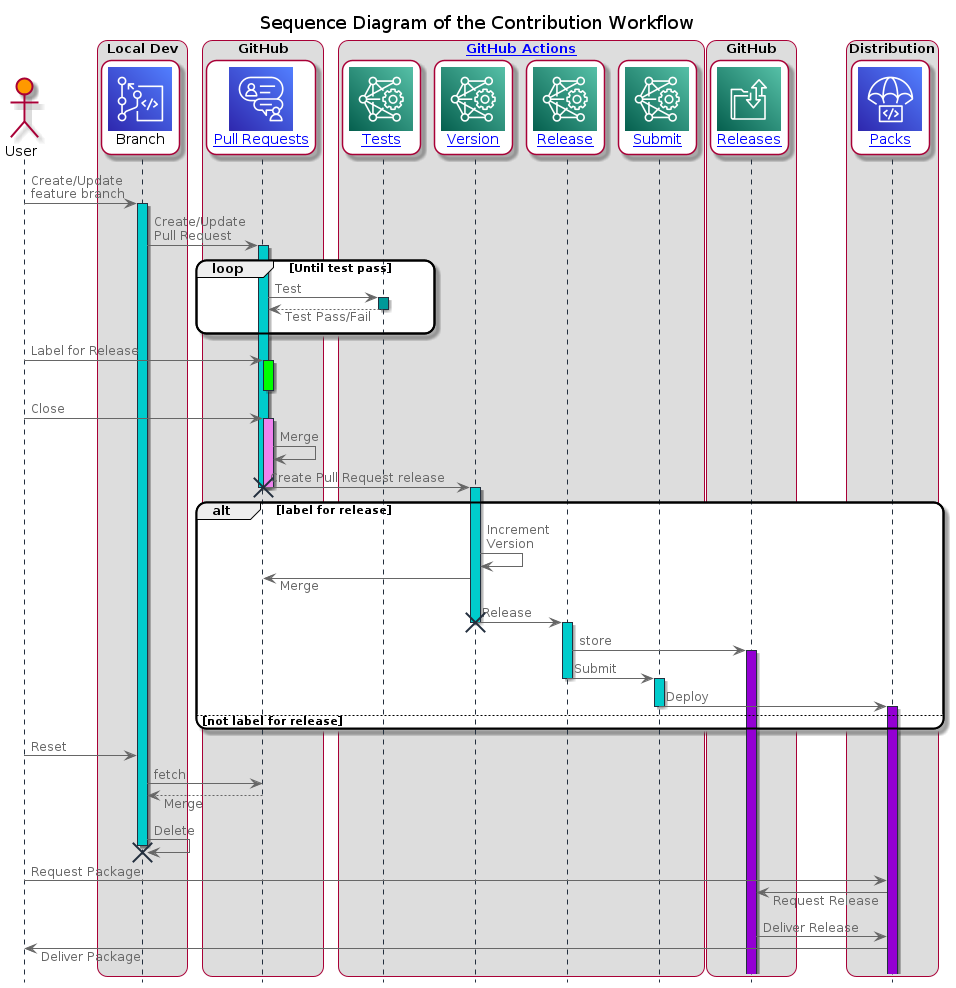 Sequence Diagram of the Contribution Workflow
Local Dev
GitHub
GitHub Actions
GitHub
Distribution
User
Branch
Pull Requests
Tests
Version
Release
Submit
Releases
Packs
Create/Update
feature branch
Create/Update
Pull Request
loop
[Until test pass]
Test
Test Pass/Fail
Label for Release
Close
Merge
Create Pull Request release
alt
[label for release]
Increment
Version
Merge
Release
store
Submit
Deploy
[not label for release]
Reset
fetch
Merge
Delete
Request Package
Request Release
Deliver Release
Deliver Package